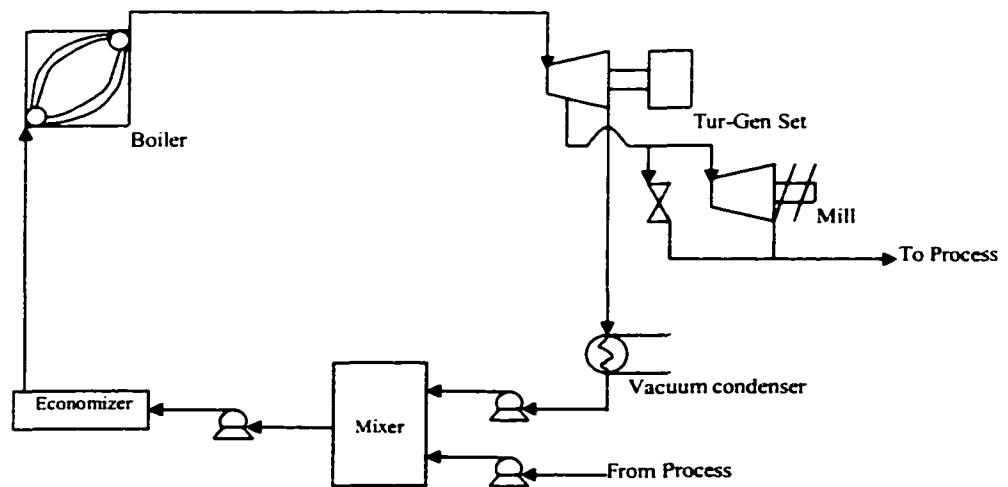 Boiler
Tur-Gen Set
Mill
To Process
Vacuum condenser
Economizer
Mixer
From Process